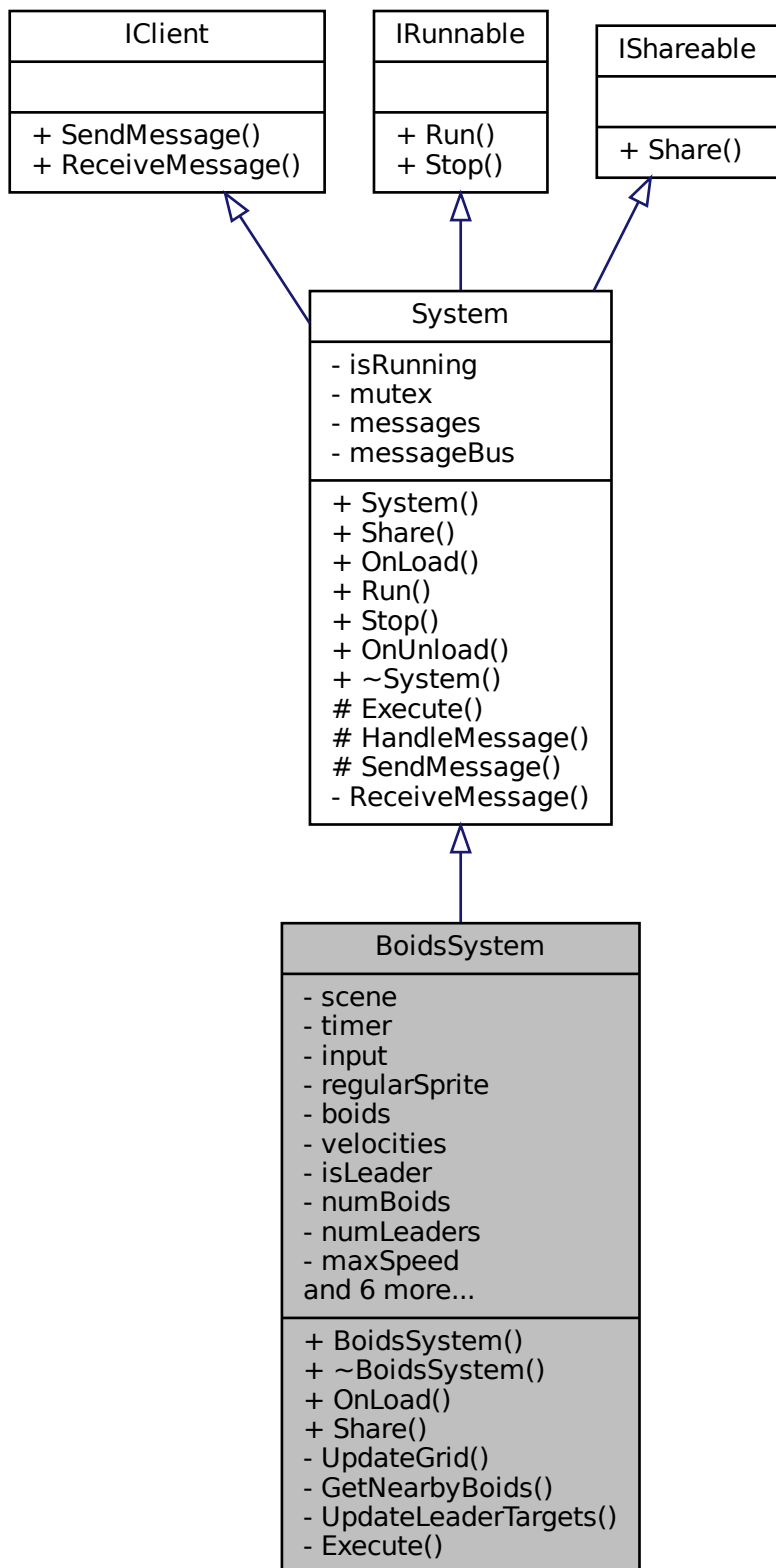 IClient
+ SendMessage()
+ ReceiveMessage()
IRunnable
+ Run()
+ Stop()
IShareable
+ Share()
System
- isRunning
- mutex
- messages
- messageBus
+ System()
+ Share()
+ OnLoad()
+ Run()
+ Stop()
+ OnUnload()
+ ~System()
# Execute()
# HandleMessage()
# SendMessage()
- ReceiveMessage()
BoidsSystem
- scene
- timer
- input
- regularSprite
- boids
- velocities
- isLeader
- numBoids
- numLeaders
- maxSpeed
and 6 more...
+ BoidsSystem()
+ ~BoidsSystem()
+ OnLoad()
+ Share()
- UpdateGrid()
- GetNearbyBoids()
- UpdateLeaderTargets()
- Execute()